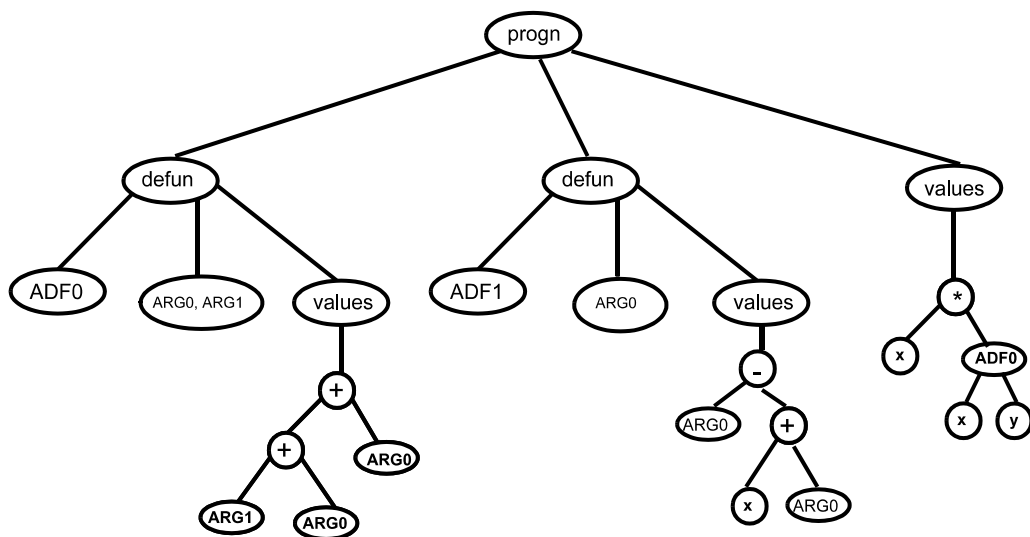 progn
defun
defun
values
ADF0
ARG0, ARG1
values
ADF1
ARG0
values
*
x
ADF0
x
y
+
+
ARG0
ARG1
ARG0
-
ARG0
+
x
ARG0